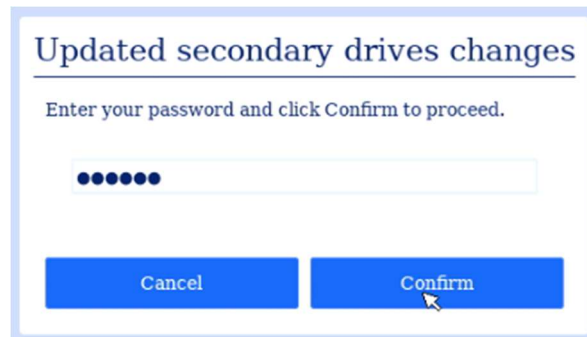 Updated secondary drives changes
Enter your password and click Confirm to proceed.
●●●●●●
Cancel
Confirm